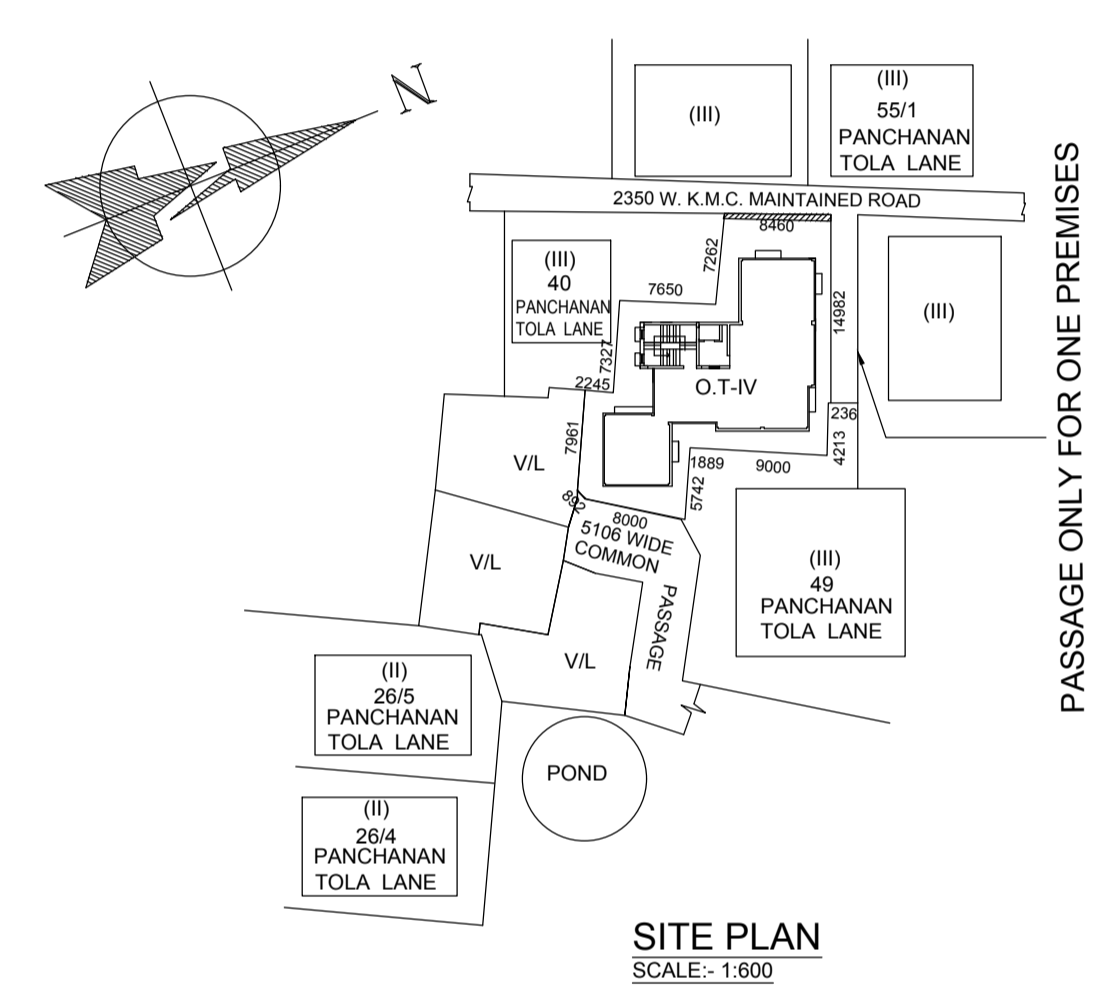 N
(III)
(III)
55/1
PANCHANAN
TOLA LANE
2350 W. K.M.C. MAINTAINED ROAD
8460
7262
(III)
40
PANCHANAN
TOLA LANE
7650
14982
(III)
7327
2245
O.T-IV
236
4213
7961
V/L
1889
9000
5742
892
8000
5106 WIDE
COMMON
PASSAGE
V/L
(III)
49
PANCHANAN
TOLA LANE
V/L
(II)
26/5
PANCHANAN
TOLA LANE
POND
(II)
26/4
PANCHANAN
TOLA LANE
PASSAGE ONLY FOR ONE PREMISES
SITE PLAN
SCALE:- 1:600